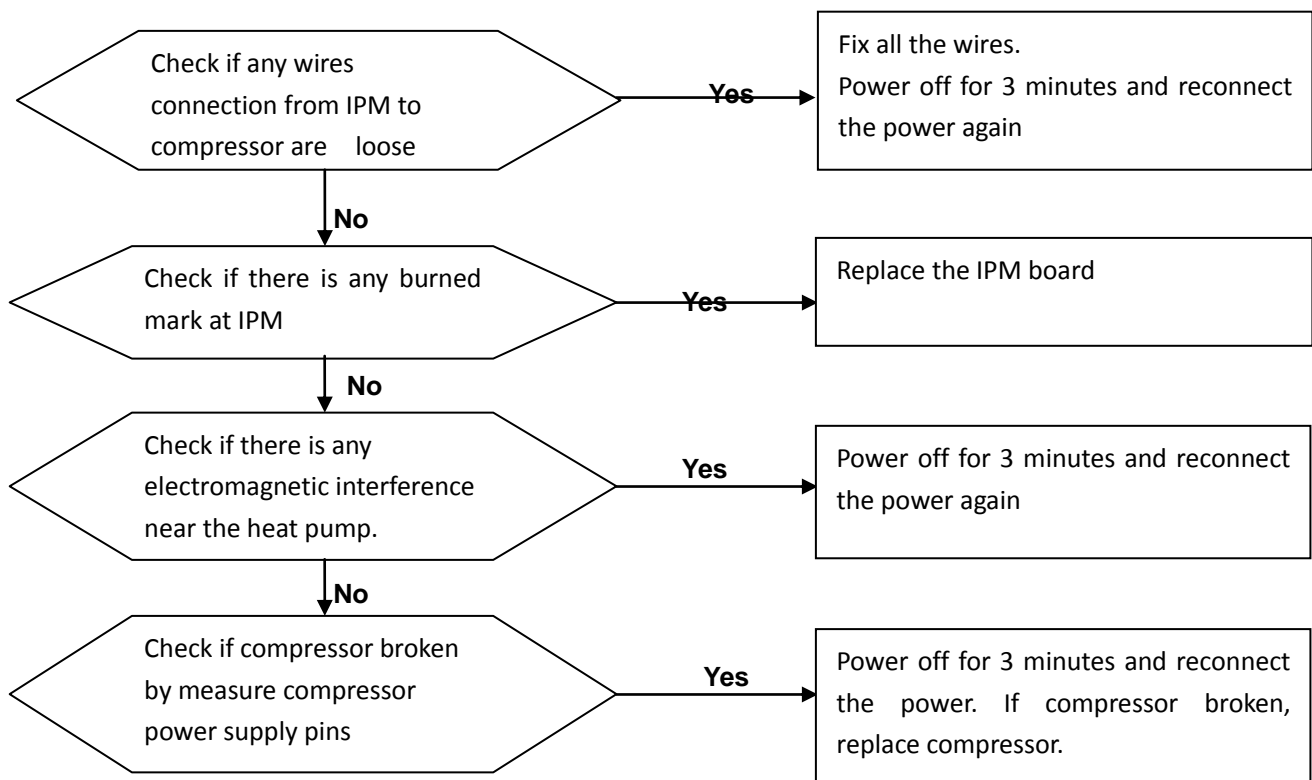 Check if any wires
connection from IPM to
compressor are loose
Yes
Fix all the wires.
Power off for 3 minutes and reconnect
the power again
No
Check if there is any burned
mark at IPM
Yes
Replace the IPM board
No
Check if there is any
electromagnetic interference
near the heat pump.
Yes
Power off for 3 minutes and reconnect
the power again
No
Check if compressor broken
by measure compressor
power supply pins
Yes
Power off for 3 minutes and reconnect
the power. If compressor broken,
replace compressor.